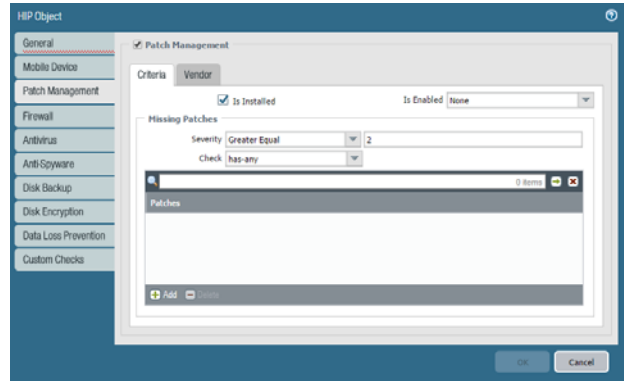 HIP Object
General
Mobile Device
Patch Management
Firewall
Antivirus
Anti-Spyware
Disk Backup
Disk Encryption
Data Loss Prevention
Custom Checks
Patch Management
Criteria Vendor
Is Installed Is Enabled None
Missing Patches
Severity Greater Equal 2
Check has-any
0 items
Patches
Add Delete
OK Cancel